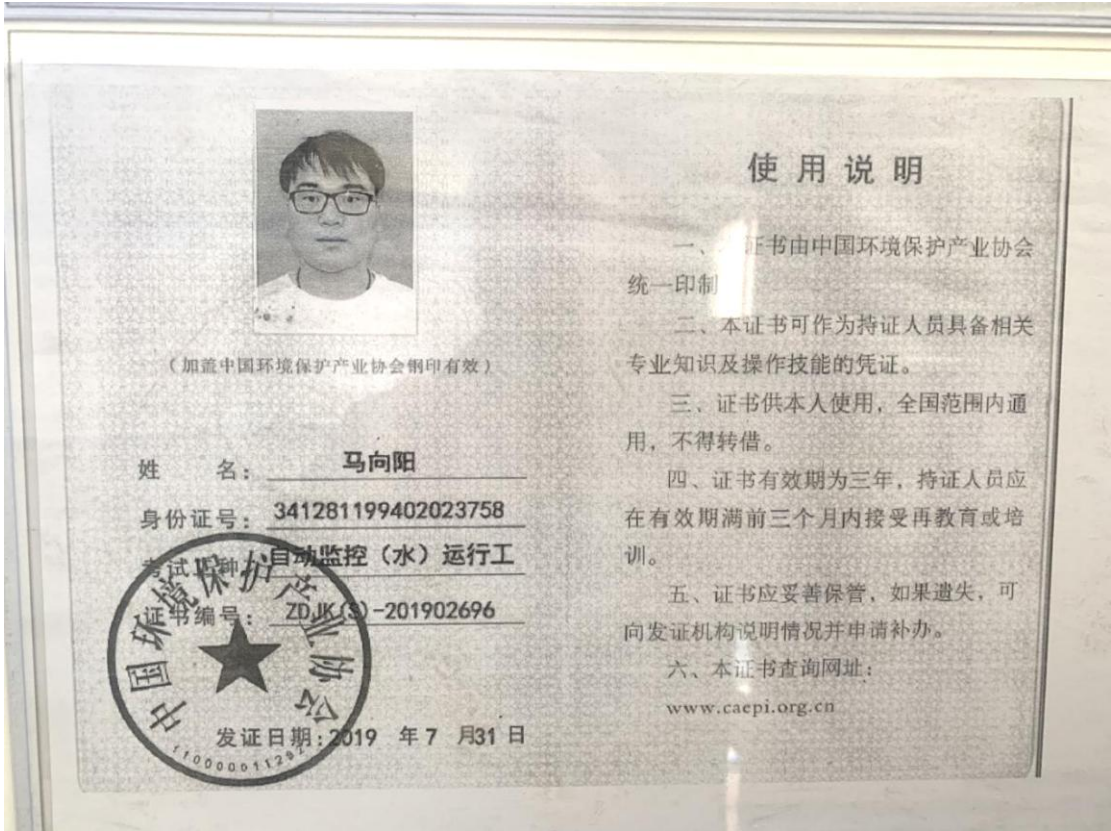 (加盖中国环境保护产业协会钢印有效)
姓 名: 马向阳
身份证号: 341281199402023758
考试工种: 自动监控(水)运行工
证书编号: ZDJK(S)-201902696
发证日期:2019 年 7 月31 日
中国环境保护产业协会
使用说明
一、 证书由中国环境保护产业协会
统一印制
二、本证书可作为持证人员具备相关
专业知识及操作技能的凭证。
三、证书供本人使用,全国范围内通
用,不得转借。
四、证书有效期为三年,持证人员应
在有效期满前三个月内接受再教育或培
训。
五、证书应妥善保管,如果遗失,可
向发证机构说明情况并申请补办。
六、本证书查询网址:
www.caepi.org.cn